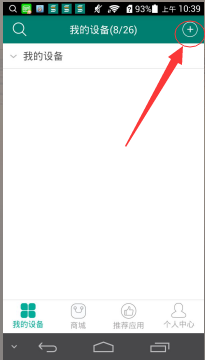 93% 上午 10:39
我的设备(8/26)
我的设备
我的设备 商城 推荐应用 个人中心